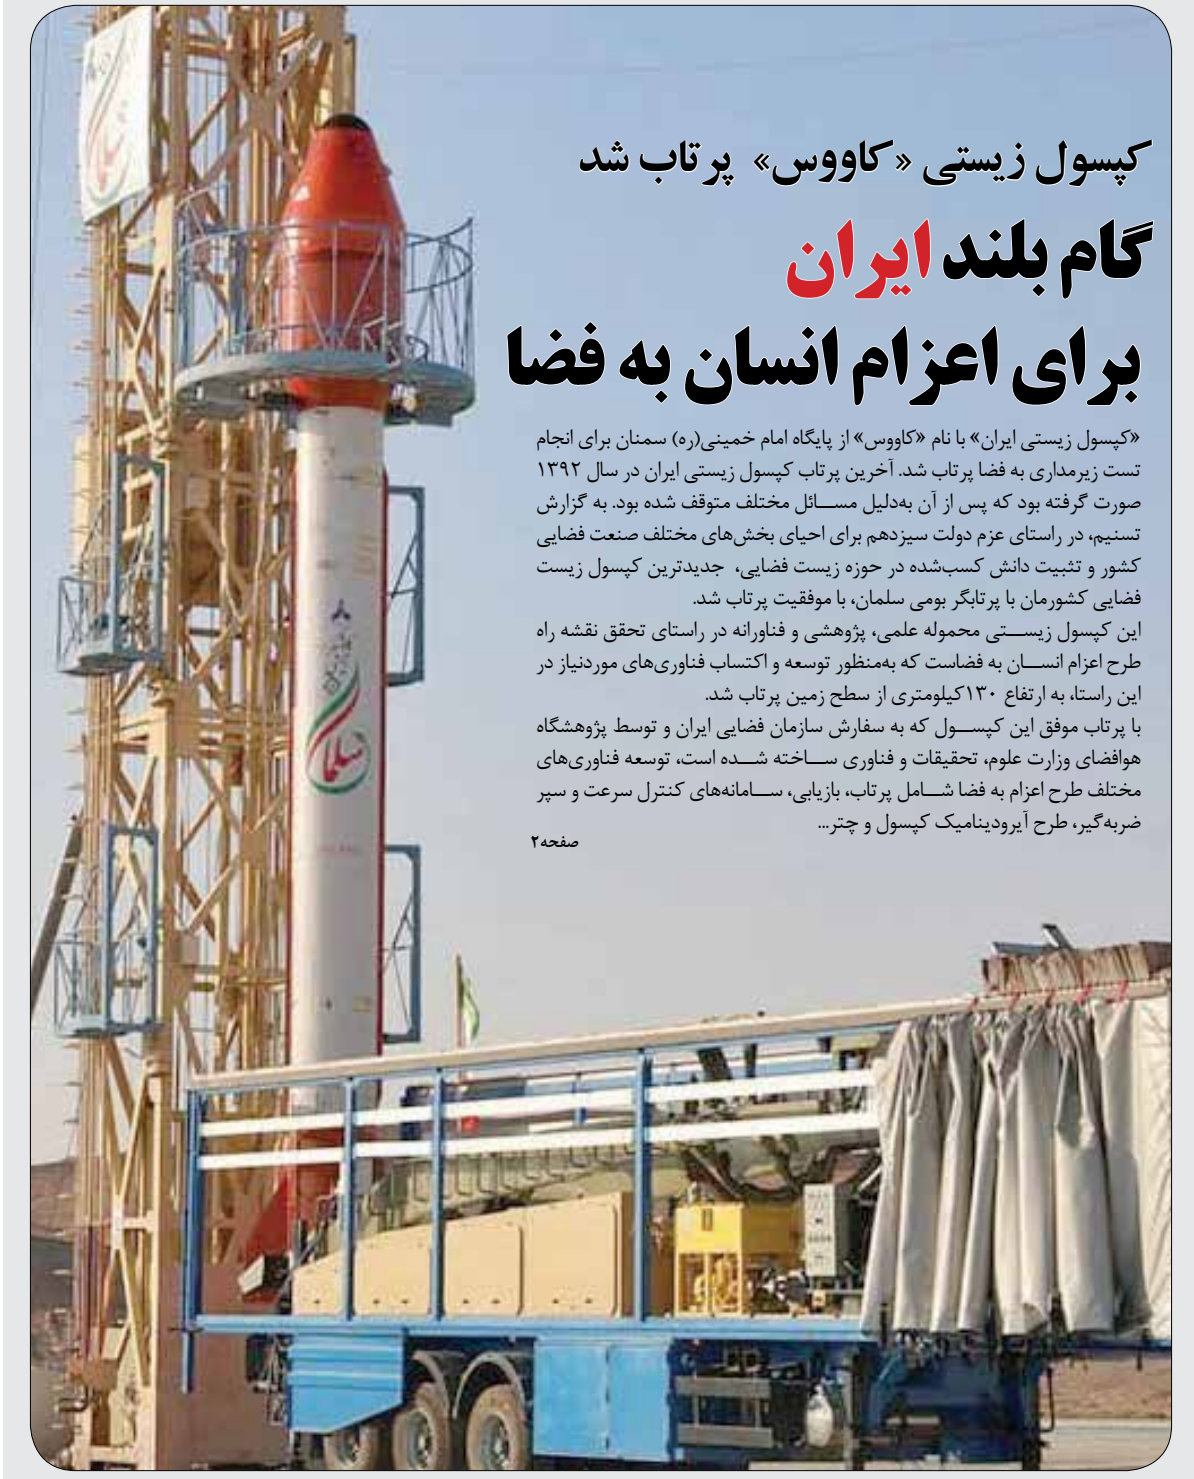 کپسول زیستی «کاووس» پرتاب شد
گام بلند ایران
برای اعزام انسان به فضا
«کپسول زیستی ایران» با نام «کاووس» از پایگاه امام خمینی(ره) سمنان برای انجام
تست زیرمداری به فضا پرتاب شد. آخرین پرتاب کپسول زیستی ایران در سال ۱۳۹۲
صورت گرفته بود که پس از آن به‌دلیل مسائل مختلف متوقف شده بود. به گزارش
تسنیم، در راستای عزم دولت سیزدهم برای احیای بخش‌های مختلف صنعت فضایی
کشور و تثبیت دانش کسب‌شده در حوزه زیست فضایی، جدیدترین کپسول زیست
فضایی کشورمان با پرتابگر بومی سلمان، با موفقیت پرتاب شد.
این کپسول زیستی محموله علمی، پژوهشی و فناورانه در راستای تحقق نقشه راه
طرح اعزام انسان به فضاست که به‌منظور توسعه و اکتساب فناوری‌های موردنیاز در
این راستا، به ارتفاع ۱۳۰کیلومتری از سطح زمین پرتاب شد.
با پرتاب موفق این کپسول که به سفارش سازمان فضایی ایران و توسط پژوهشگاه
هوافضای وزارت علوم، تحقیقات و فناوری ساخته شده است، توسعه فناوری‌های
مختلف طرح اعزام به فضا شامل پرتاب، بازیابی، سامانه‌های کنترل سرعت و سپر
ضربه‌گیر، طرح آیرودینامیک کپسول و چتر...
صفحه۲
سلمان